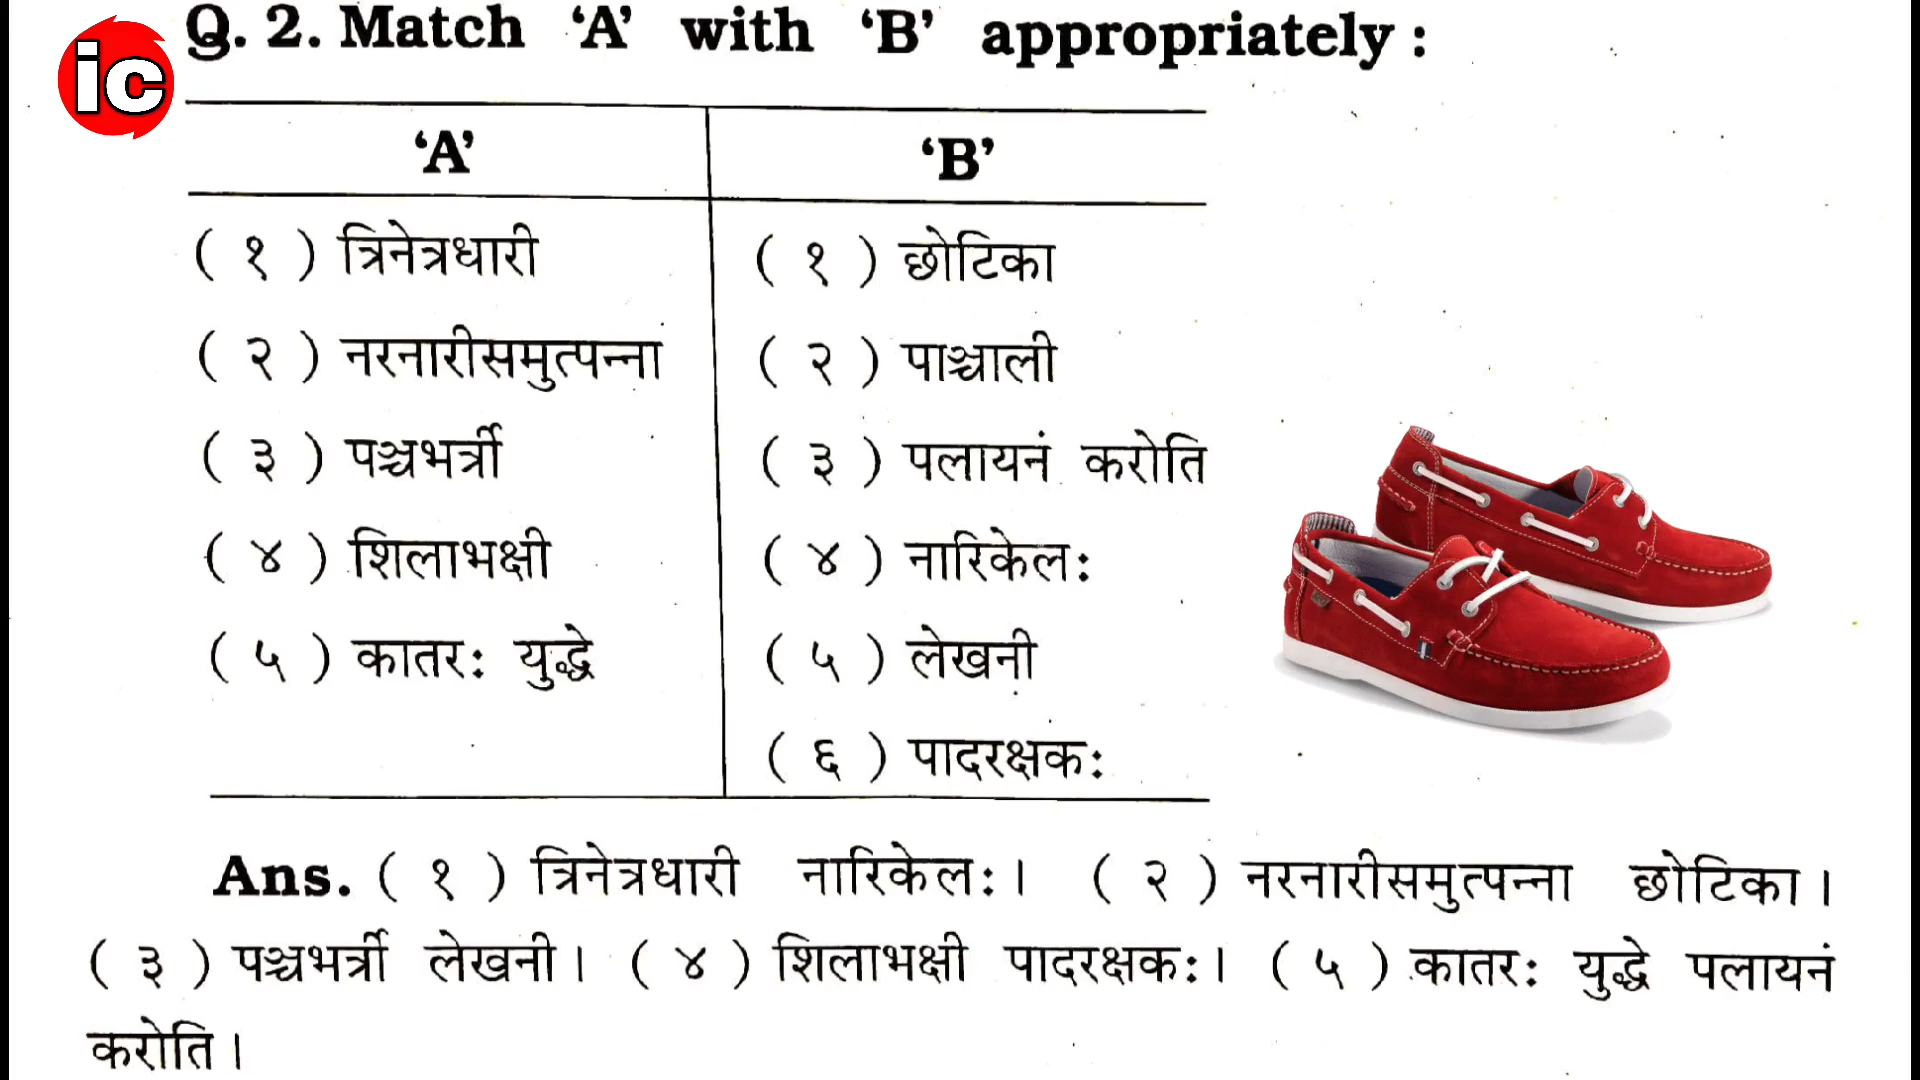 ic
Q. 2. Match ‘A’ with ‘B’ appropriately :
‘A’ ‘B’
( १ ) त्रिनेत्रधारी ( १ ) छोटिका
( २ ) नरनारीसमुत्पन्ना ( २ ) पाञ्चाली
( ३ ) पञ्चभर्त्री ( ३ ) पलायनं करोति
( ४ ) शिलाभक्षी ( ४ ) नारिकेलः
( ५ ) कातरः युद्धे ( ५ ) लेखनी
( ६ ) पादरक्षकः
Ans. ( १ ) त्रिनेत्रधारी नारिकेलः। ( २ ) नरनारीसमुत्पन्ना छोटिका।
( ३ ) पञ्चभर्त्री लेखनी। ( ४ ) शिलाभक्षी पादरक्षकः। ( ५ ) कातरः युद्धे पलायनं
करोति।